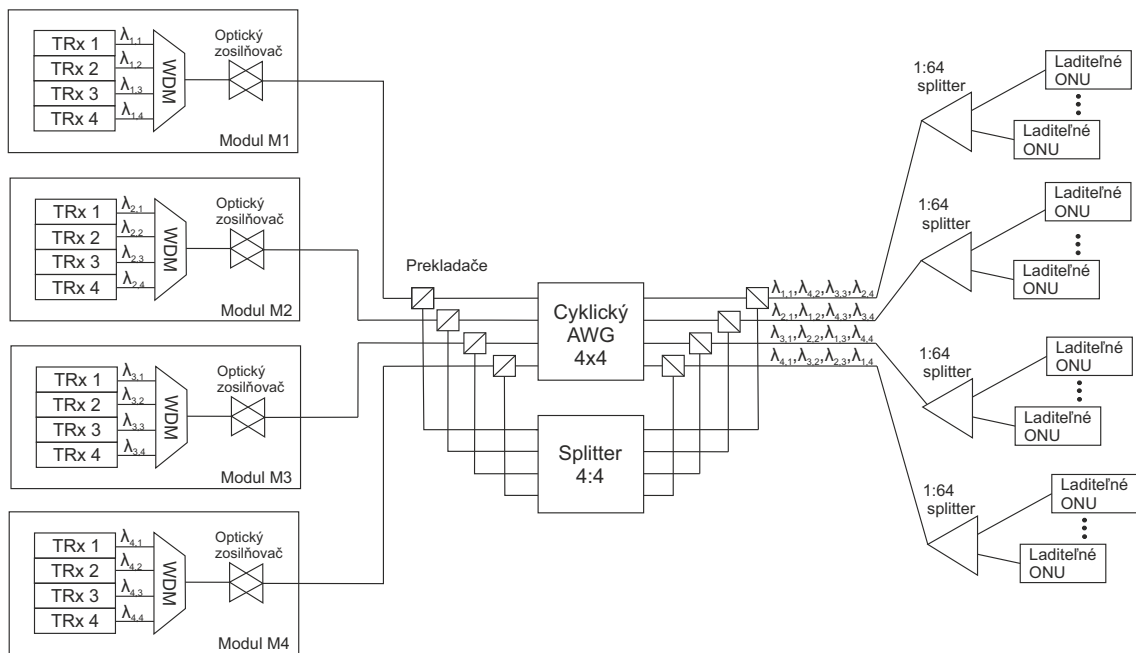 TRx 1
TRx 2
TRx 3
TRx 4
λ1,1
λ1,2
λ1,3
λ1,4
WDM
Optický
zosilňovač
Modul M1
TRx 1
TRx 2
TRx 3
TRx 4
λ2,1
λ2,2
λ2,3
λ2,4
WDM
Optický
zosilňovač
Modul M2
TRx 1
TRx 2
TRx 3
TRx 4
λ3,1
λ3,2
λ3,3
λ3,4
WDM
Optický
zosilňovač
Modul M3
TRx 1
TRx 2
TRx 3
TRx 4
λ4,1
λ4,2
λ4,3
λ4,4
WDM
Optický
zosilňovač
Modul M4
Prekladače
Cyklický
AWG
4x4
Splitter
4:4
λ1,1,λ4,2,λ3,3,λ2,4
λ2,1,λ1,2,λ4,3,λ3,4
λ3,1,λ2,2,λ1,3,λ4,4
λ4,1,λ3,2,λ2,3,λ1,4
1:64
splitter
Laditeľné
ONU
Laditeľné
ONU
1:64
splitter
Laditeľné
ONU
Laditeľné
ONU
1:64
splitter
Laditeľné
ONU
Laditeľné
ONU
1:64
splitter
Laditeľné
ONU
Laditeľné
ONU